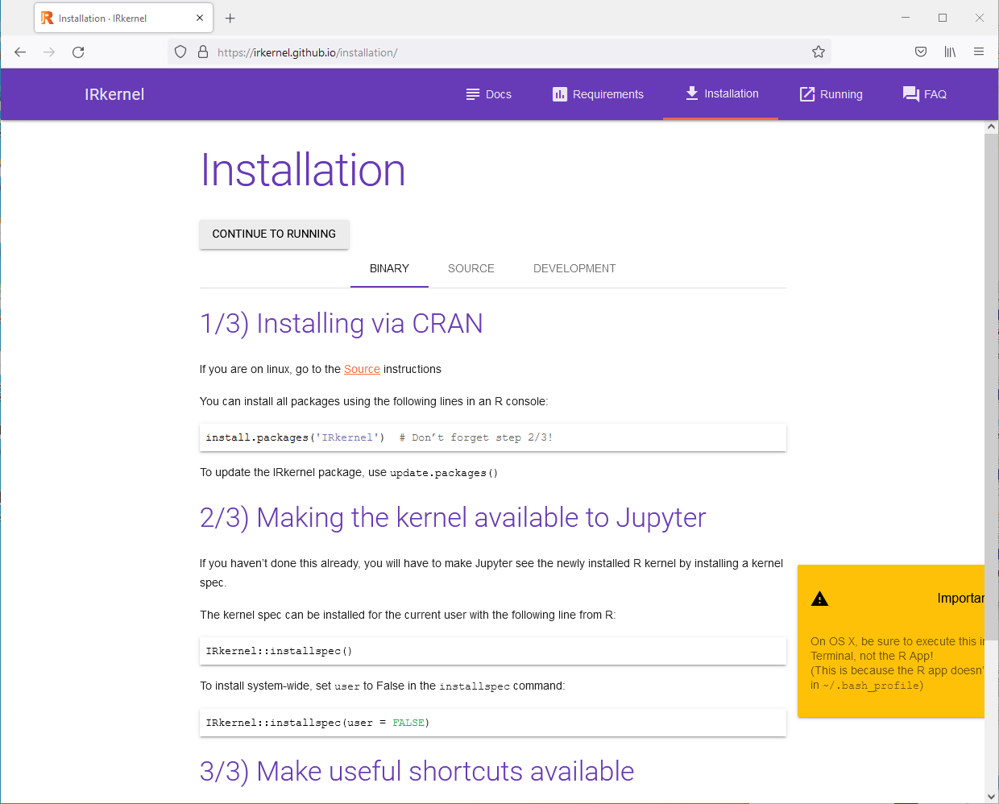 Installation · IRkernel
https://irkernel.github.io/installation/
IRkernel
Docs
Requirements
Installation
Running
FAQ
Installation
CONTINUE TO RUNNING
BINARY
SOURCE
DEVELOPMENT
1/3) Installing via CRAN
If you are on linux, go to the Source instructions
You can install all packages using the following lines in an R console:
install.packages('IRkernel')  # Don’t forget step 2/3!
To update the IRkernel package, use update.packages()
2/3) Making the kernel available to Jupyter
If you haven’t done this already, you will have to make Jupyter see the newly installed R kernel by installing a kernel
spec.
The kernel spec can be installed for the current user with the following line from R:
IRkernel::installspec()
To install system-wide, set user to False in the installspec command:
IRkernel::installspec(user = FALSE)
Importan
On OS X, be sure to execute this in
Terminal, not the R App!
(This is because the R app doesn’
in ~/.bash_profile)
3/3) Make useful shortcuts available